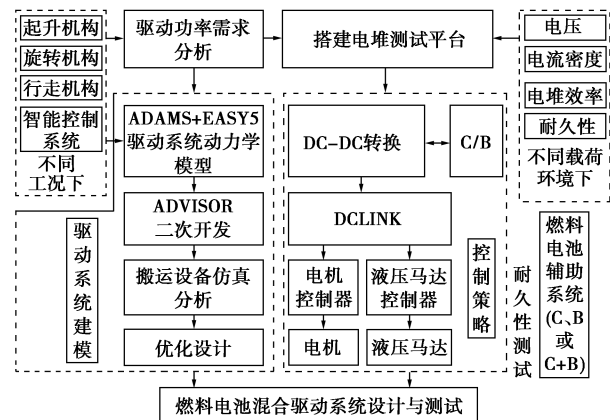 起升机构
旋转机构
行走机构
智能控制
系统
不同
工况下
驱动功率需求
分析
搭建电堆测试平台
电压
电流密度
电堆效率
耐久性
不同载荷
环境下
ADAMS+EASY5
驱动系统动力学
模型
ADVISOR
二次开发
搬运设备仿真
分析
优化设计
驱动系统建模
DC-DC转换
C/B
DCLINK
电机
控制器
液压马达
控制器
电机
液压马达
控制策略
耐久性测试
燃料
电池
辅助
系统
(C、B
或
C+B)
燃料电池混合驱动系统设计与测试